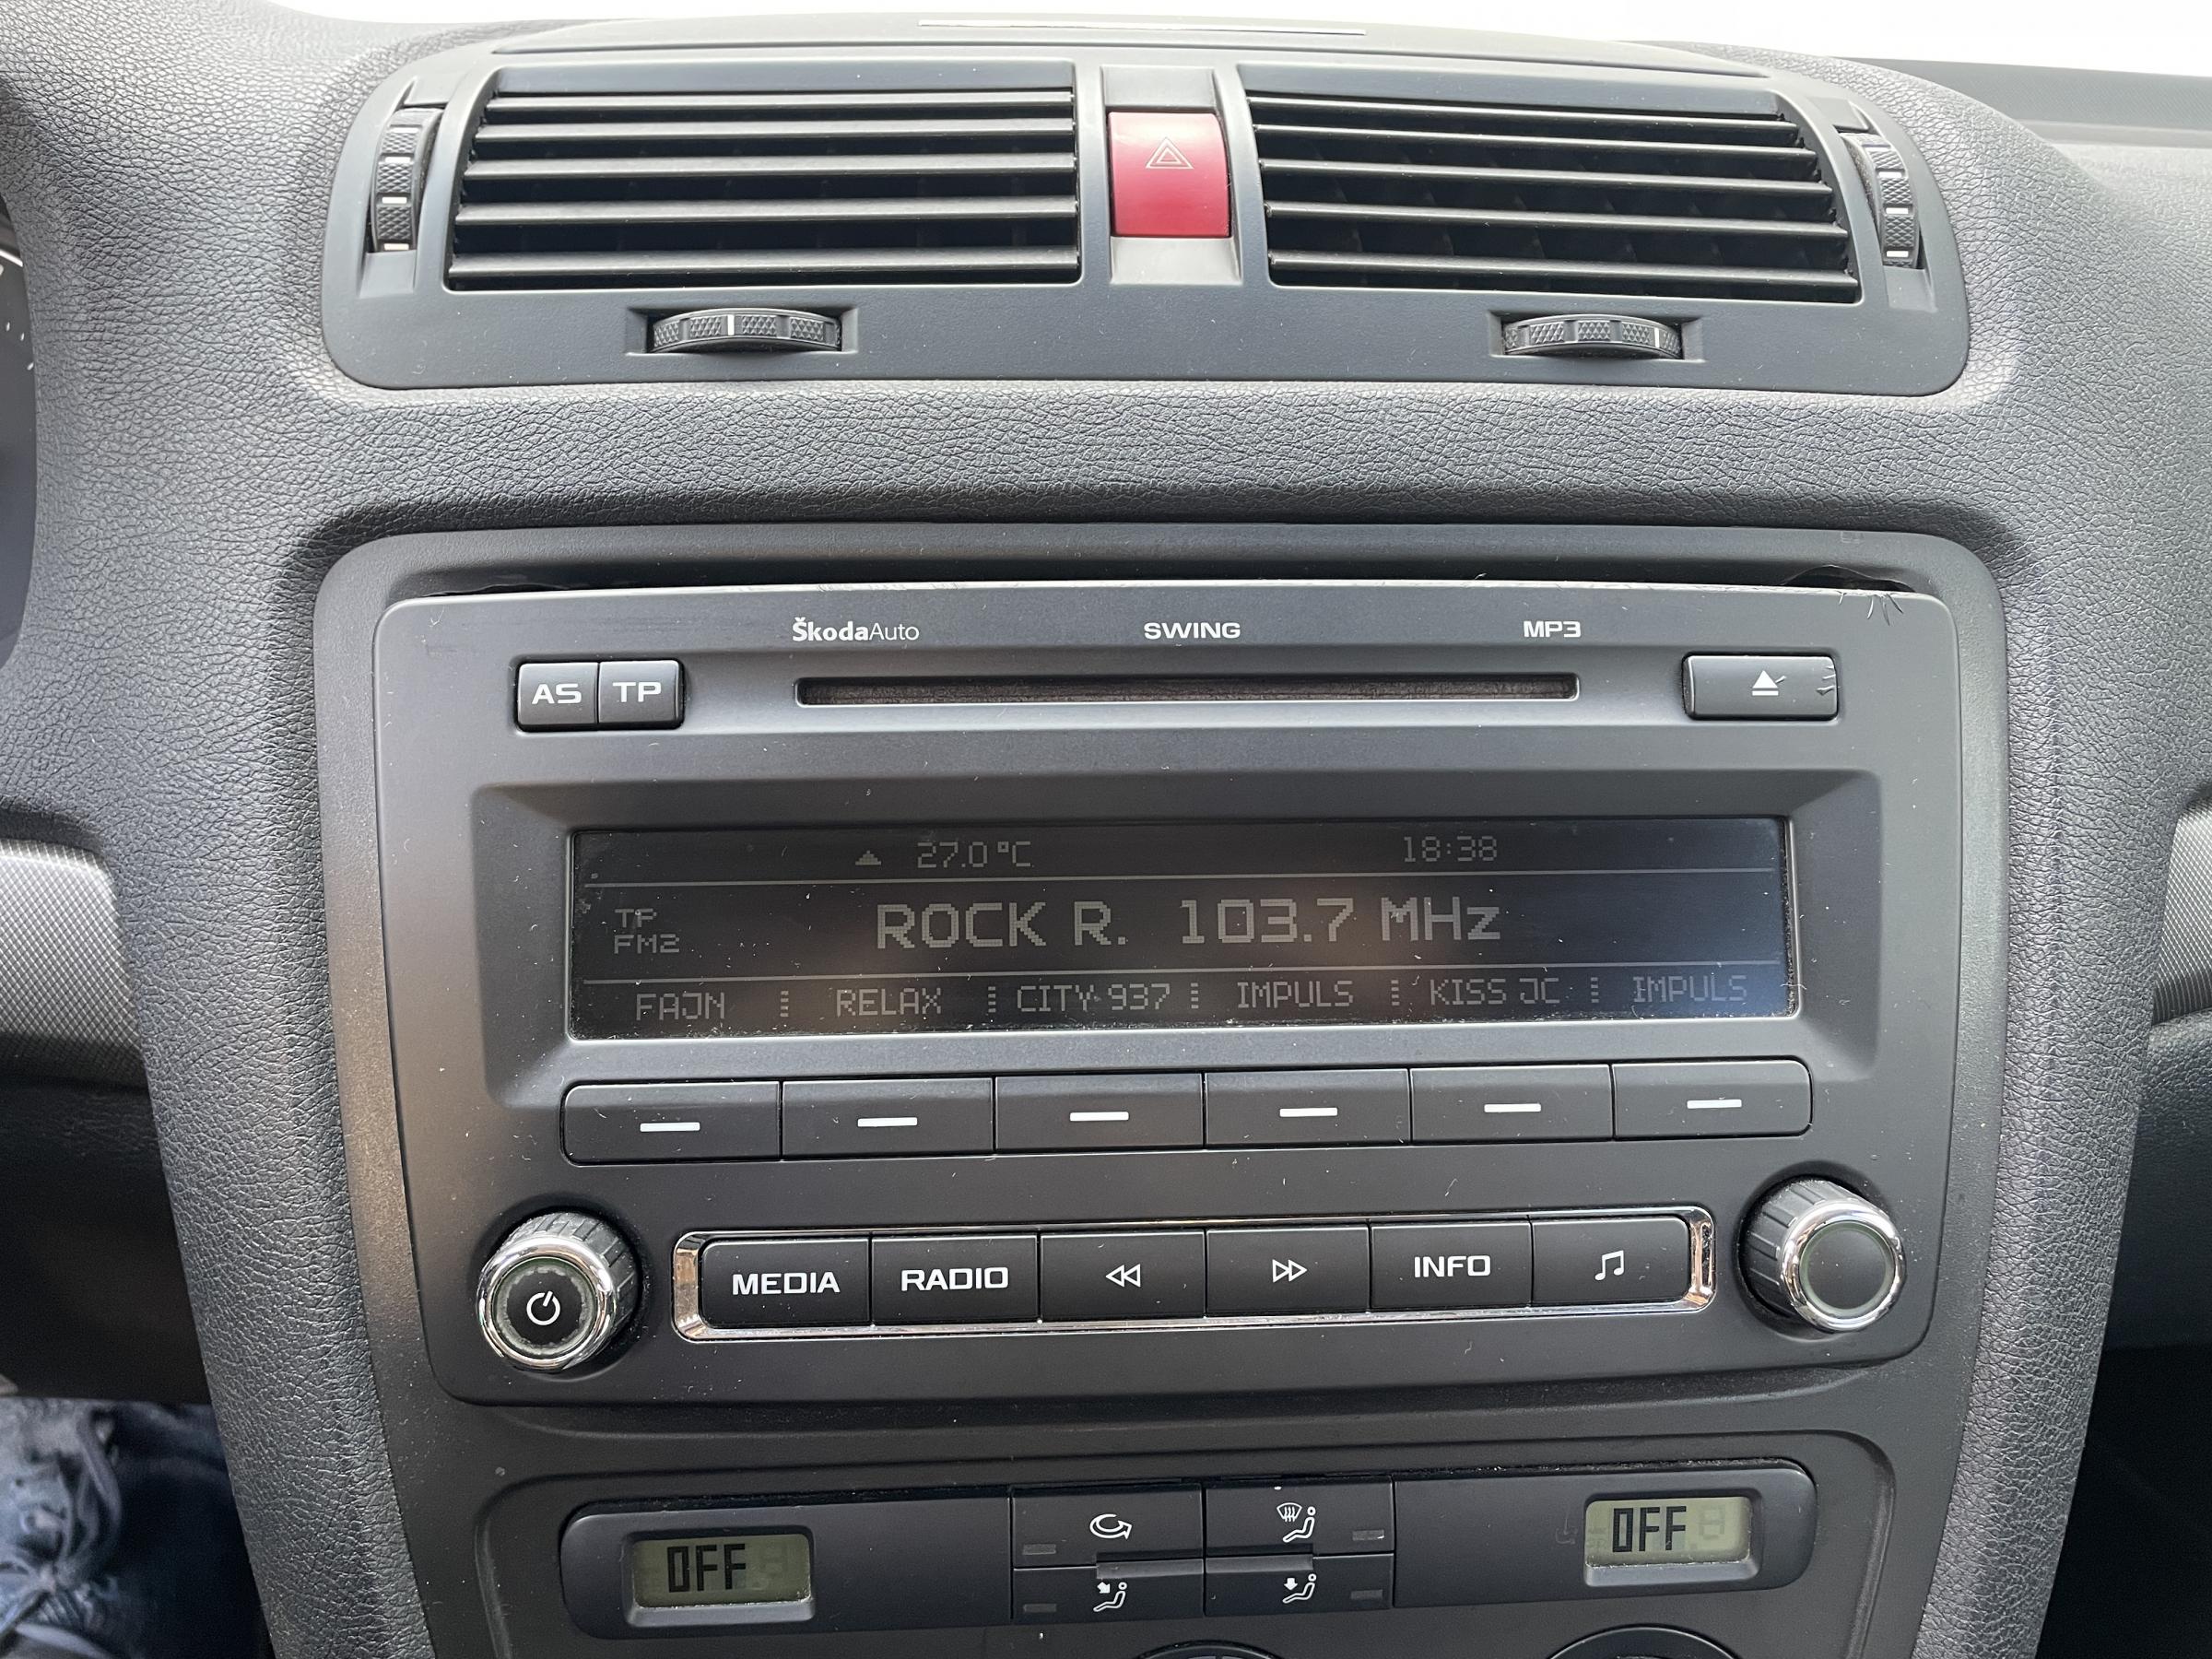 ŠkodaAuto SWING MP3
AS TP
27.0 °C 18:38
TP
FM2
ROCK R. 103.7 MHz
FAJN RELAX CITY 937 IMPULS KISS JC IMPULS
MEDIA RADIO INFO
OFF OFF